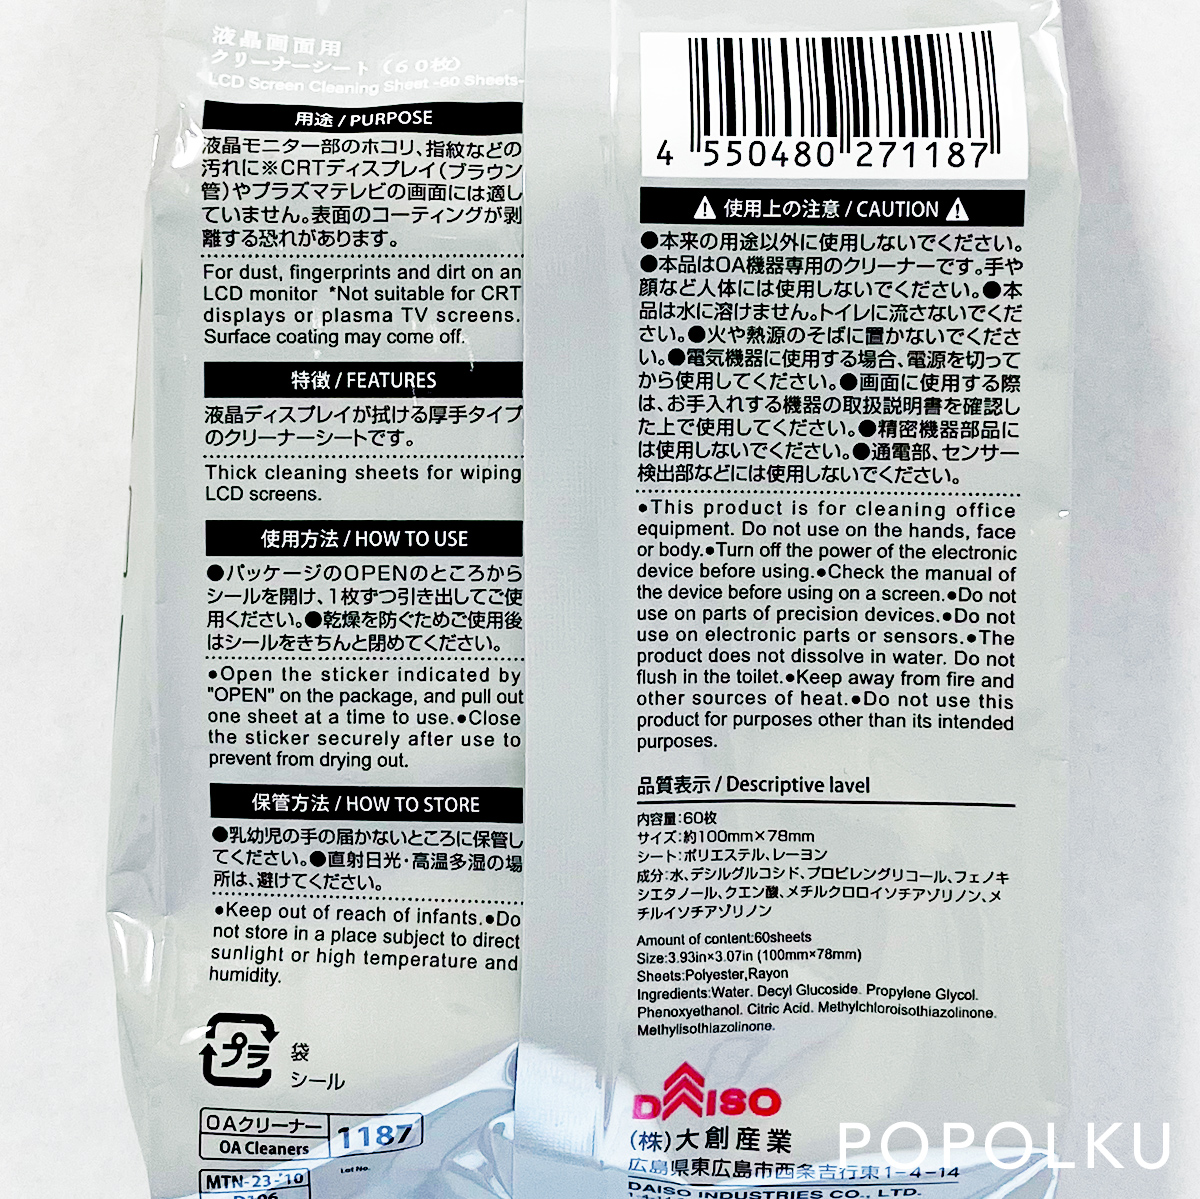 液晶画面用
クリーナーシート(60枚)
LCD Screen Cleaning Sheet -60 Sheets-
用途 / PURPOSE
液晶モニター部のホコリ、指紋などの
汚れに※CRTディスプレイ(ブラウン
管)やプラズマテレビの画面には適し
ていません。表面のコーティングが剥
離する恐れがあります。
For dust, fingerprints and dirt on an
LCD monitor *Not suitable for CRT
displays or plasma TV screens.
Surface coating may come off.
特徴 / FEATURES
液晶ディスプレイが拭ける厚手タイプ
のクリーナーシートです。
Thick cleaning sheets for wiping
LCD screens.
使用方法 / HOW TO USE
●パッケージのOPENのところから
シールを開け、1枚ずつ引き出してご使
用ください。●乾燥を防ぐためご使用後
はシールをきちんと閉めてください。
●Open the sticker indicated by
"OPEN" on the package, and pull out
one sheet at a time to use.●Close
the sticker securely after use to
prevent from drying out.
保管方法 / HOW TO STORE
●乳幼児の手の届かないところに保管し
てください。●直射日光・高温多湿の場
所は、避けてください。
●Keep out of reach of infants.●Do
not store in a place subject to direct
sunlight or high temperature and
humidity.
プラ
袋
シール
OAクリーナー
OA Cleaners
1187
Lot No.
MTN-23-'10
D106
4 550480 271187
⚠ 使用上の注意 / CAUTION ⚠
●本来の用途以外に使用しないでください。
●本品はOA機器専用のクリーナーです。手や
顔など人体には使用しないでください。●本
品は水に溶けません。トイレに流さないでくだ
さい。●火や熱源のそばに置かないでくださ
い。●電気機器に使用する場合、電源を切って
から使用してください。●画面に使用する際
は、お手入れする機器の取扱説明書を確認し
た上で使用してください。●精密機器部品に
は使用しないでください。●通電部、センサー
検出部などには使用しないでください。
●This product is for cleaning office
equipment. Do not use on the hands, face
or body.●Turn off the power of the electronic
device before using.●Check the manual of
the device before using on a screen.●Do not
use on parts of precision devices.●Do not
use on electronic parts or sensors.●The
product does not dissolve in water. Do not
flush in the toilet.●Keep away from fire and
other sources of heat.●Do not use this
product for purposes other than its intended
purposes.
品質表示 / Descriptive lavel
内容量:60枚
サイズ:約100mm×78mm
シート:ポリエステル、レーヨン
成分:水、デシルグルコシド、プロピレングリコール、フェノキ
シエタノール、クエン酸、メチルクロロイソチアゾリノン、メ
チルイソチアゾリノン
Amount of content:60sheets
Size:3.93in×3.07in (100mm×78mm)
Sheets:Polyester,Rayon
Ingredients:Water. Decyl Glucoside. Propylene Glycol.
Phenoxyethanol. Citric Acid. Methylchloroisothiazolinone.
Methylisothiazolinone.
DAISO
(株)大創産業
広島県東広島市西条吉行東1-4-14
DAISO INDUSTRIES CO., LTD.
POPOLKU